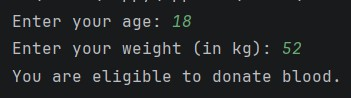 Enter your age: 18
Enter your weight (in kg): 52
You are eligible to donate blood.